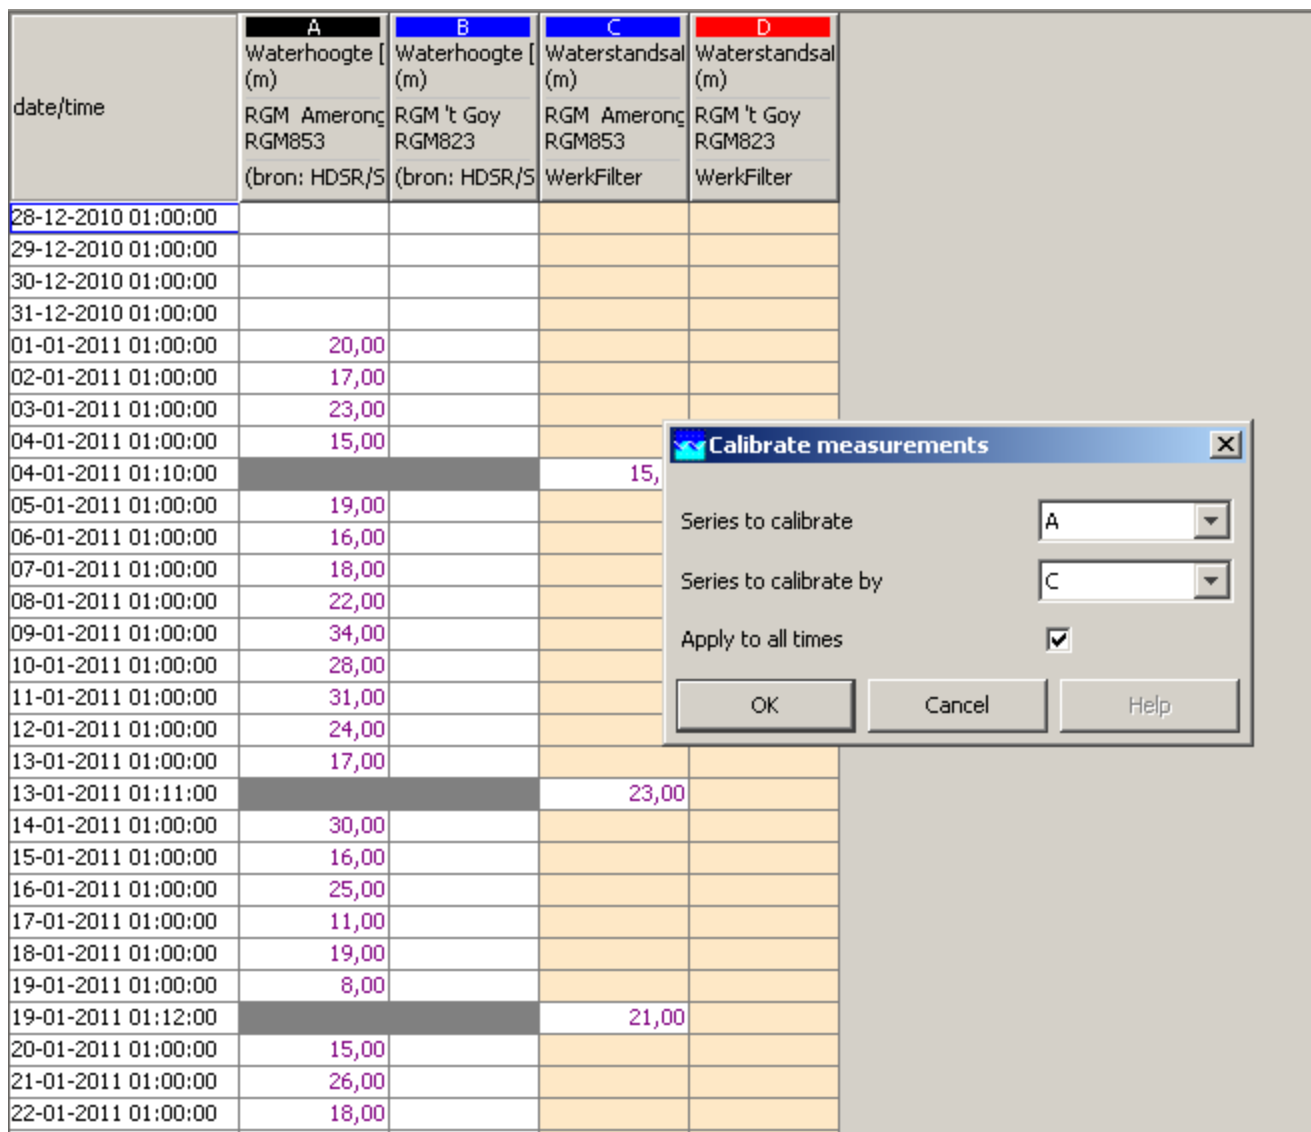 A B C D
date/time
Waterhoogte [ Waterhoogte [ Waterstandsal Waterstandsal
(m) (m) (m) (m)
RGM Amerong RGM 't Goy RGM Amerong RGM 't Goy
RGM853 RGM823 RGM853 RGM823
(bron: HDSR/S (bron: HDSR/S WerkFilter WerkFilter
28-12-2010 01:00:00
29-12-2010 01:00:00
30-12-2010 01:00:00
31-12-2010 01:00:00
01-01-2011 01:00:00 20,00
02-01-2011 01:00:00 17,00
03-01-2011 01:00:00 23,00
04-01-2011 01:00:00 15,00
04-01-2011 01:10:00 15,
05-01-2011 01:00:00 19,00
06-01-2011 01:00:00 16,00
07-01-2011 01:00:00 18,00
08-01-2011 01:00:00 22,00
09-01-2011 01:00:00 34,00
10-01-2011 01:00:00 28,00
11-01-2011 01:00:00 31,00
12-01-2011 01:00:00 24,00
13-01-2011 01:00:00 17,00
13-01-2011 01:11:00 23,00
14-01-2011 01:00:00 30,00
15-01-2011 01:00:00 16,00
16-01-2011 01:00:00 25,00
17-01-2011 01:00:00 11,00
18-01-2011 01:00:00 19,00
19-01-2011 01:00:00 8,00
19-01-2011 01:12:00 21,00
20-01-2011 01:00:00 15,00
21-01-2011 01:00:00 26,00
22-01-2011 01:00:00 18,00
Calibrate measurements
Series to calibrate A
Series to calibrate by C
Apply to all times
OK Cancel Help